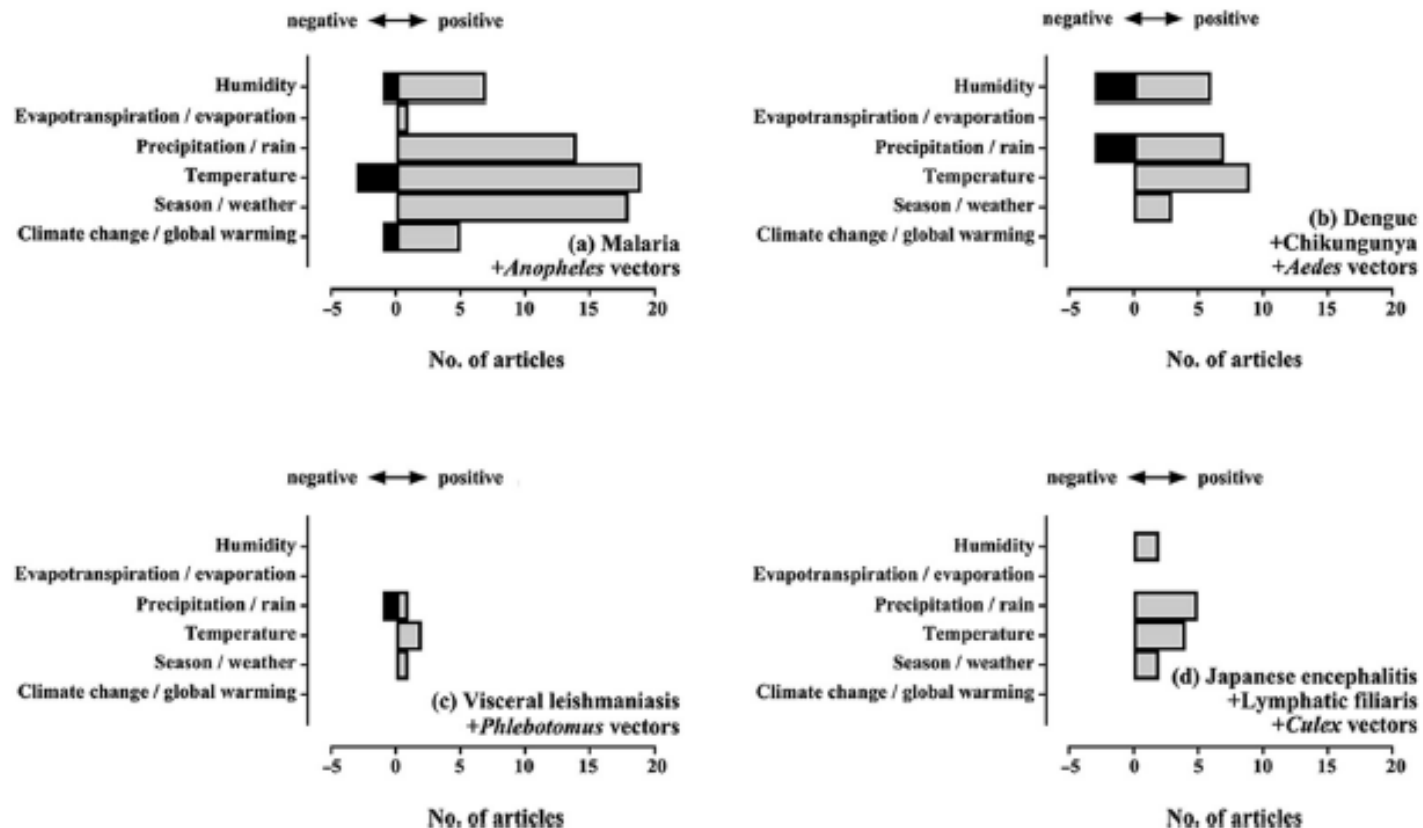 negative positive
Humidity
Evapotranspiration / evaporation
Precipitation / rain
Temperature
Season / weather
Climate change / global warming
(a) Malaria
+Anopheles vectors
−5 0 5 10 15 20
No. of articles
negative positive
Humidity
Evapotranspiration / evaporation
Precipitation / rain
Temperature
Season / weather
Climate change / global warming
(b) Dengue
+Chikungunya
+Aedes vectors
−5 0 5 10 15 20
No. of articles
negative positive
Humidity
Evapotranspiration / evaporation
Precipitation / rain
Temperature
Season / weather
Climate change / global warming
(c) Visceral leishmaniasis
+Phlebotomus vectors
−5 0 5 10 15 20
No. of articles
negative positive
Humidity
Evapotranspiration / evaporation
Precipitation / rain
Temperature
Season / weather
Climate change / global warming
(d) Japanese encephalitis
+Lymphatic filiaris
+Culex vectors
−5 0 5 10 15 20
No. of articles